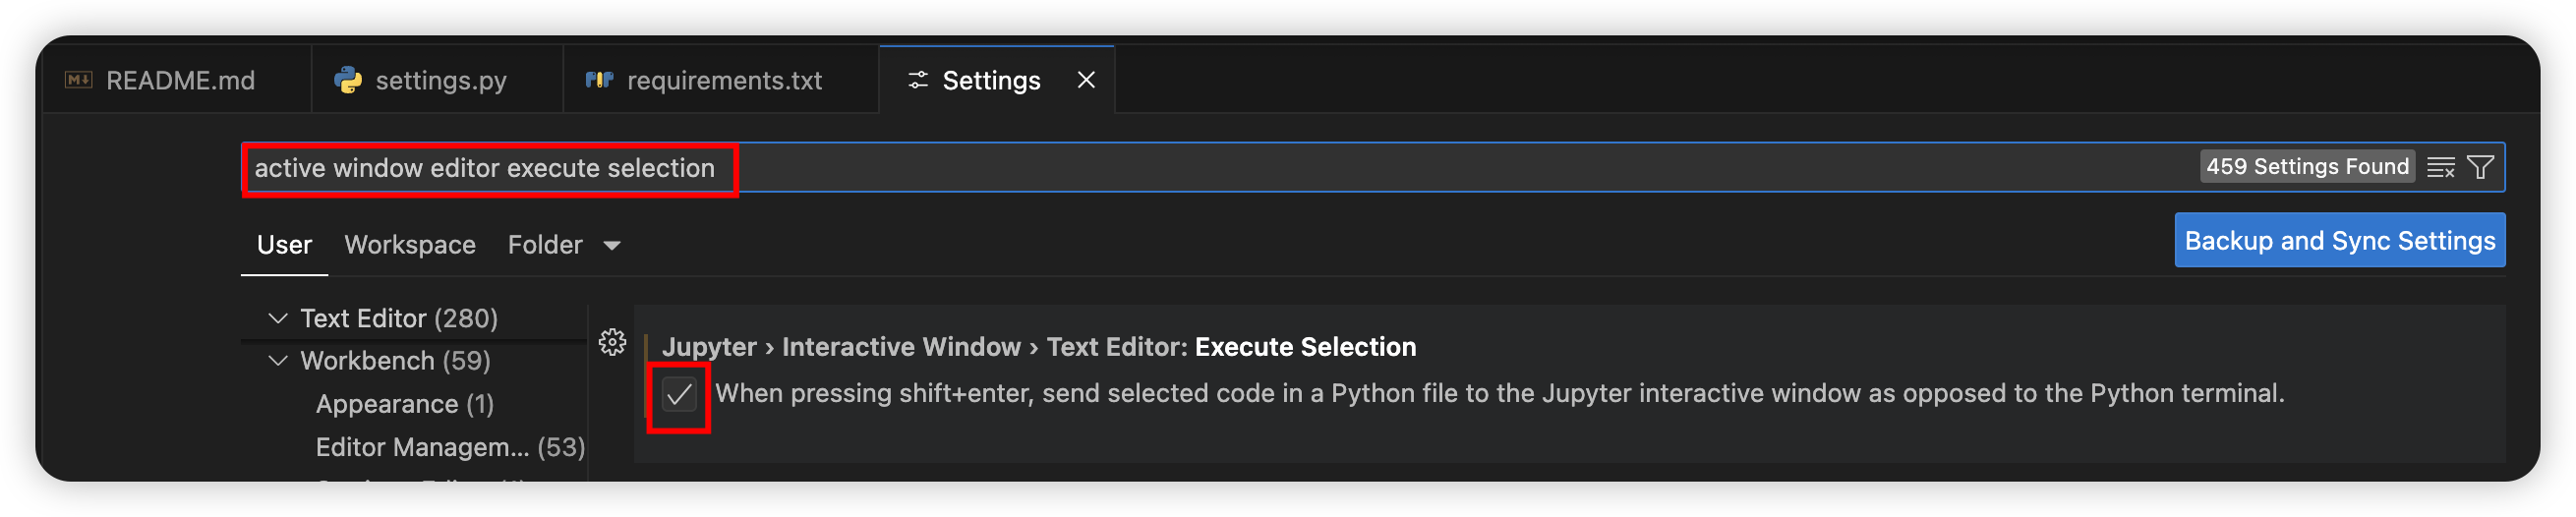 README.md
settings.py
requirements.txt
Settings
active window editor execute selection
459 Settings Found
User
Workspace
Folder
Backup and Sync Settings
Text Editor (280)
Workbench (59)
Appearance (1)
Editor Managem... (53)
Jupyter › Interactive Window › Text Editor: Execute Selection
When pressing shift+enter, send selected code in a Python file to the Jupyter interactive window as opposed to the Python terminal.